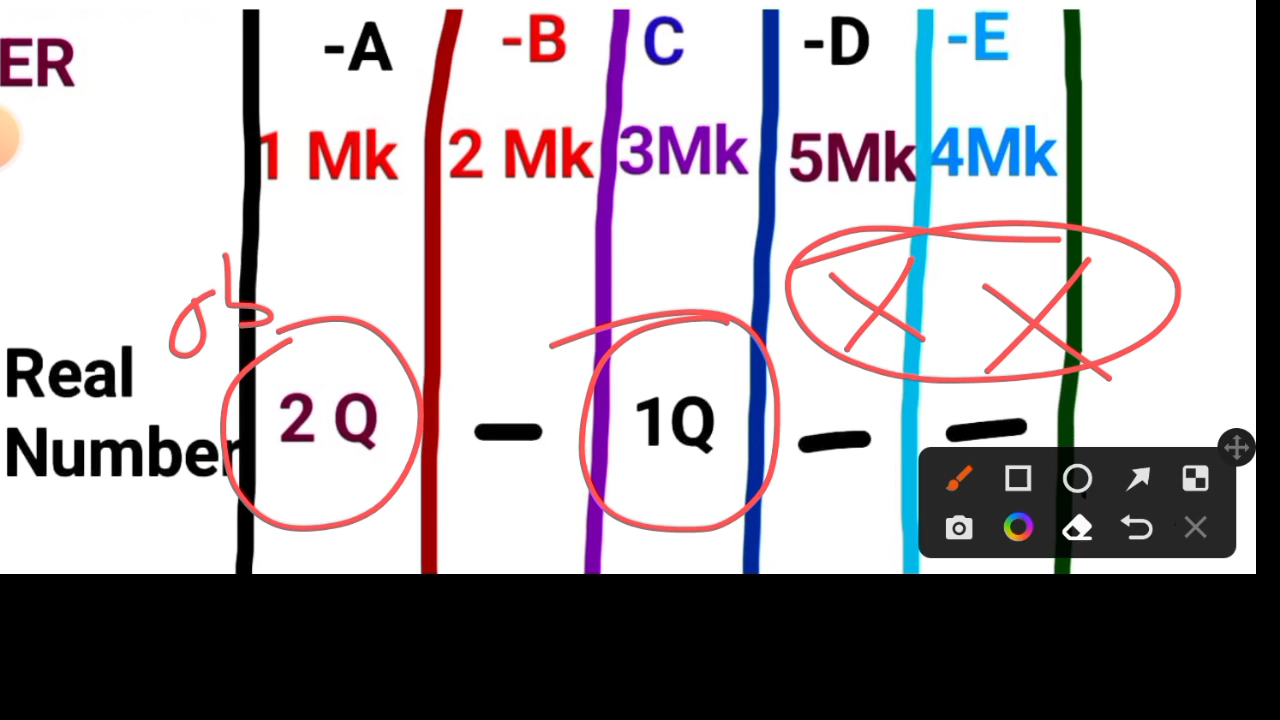 ER -A -B C -D -E
1 Mk 2 Mk 3Mk 5Mk 4Mk
Real
Number 2 Q - 1Q - -